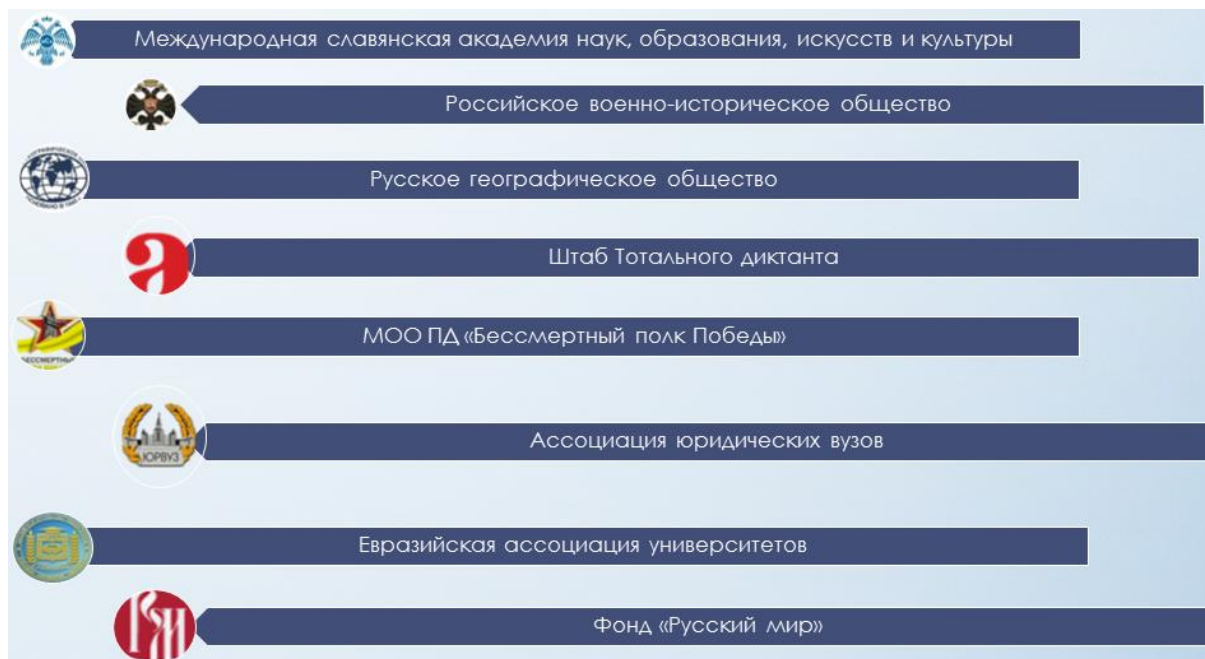 Международная славянская академия наук, образования, искусств и культуры
Российское военно-историческое общество
Русское географическое общество
Штаб Тотального диктанта
МОО ПД «Бессмертный полк Победы»
Ассоциация юридических вузов
ЮРВУЗ
Евразийская ассоциация университетов
Фонд «Русский мир»